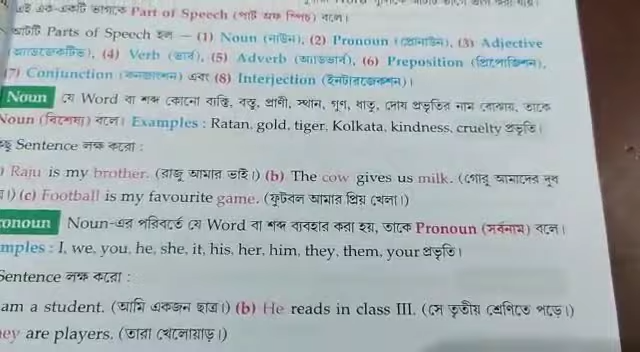 এই এক-একটি ভাগকে Part of Speech (পার্ট অফ স্পিচ) বলে।
আটটি Parts of Speech হল — (1) Noun (নাউন), (2) Pronoun (প্রোনাউন), (3) Adjective
(অ্যাডজেকটিভ), (4) Verb (ভার্ব), (5) Adverb (অ্যাডভার্ব), (6) Preposition (প্রিপোজিশন),
(7) Conjunction (কনজাংশন) এবং (8) Interjection (ইনটারজেকশন)।
Noun যে Word বা শব্দ কোনো ব্যক্তি, বস্তু, প্রাণী, স্থান, গুণ, ধাতু, দোষ প্রভৃতির নাম বোঝায়, তাকে
Noun (বিশেষ্য) বলে। Examples : Ratan, gold, tiger, Kolkata, kindness, cruelty প্রভৃতি।
Sentence লক্ষ করো :
) Raju is my brother. (রাজু আমার ভাই।) (b) The cow gives us milk. (গোরু আমাদের দুধ
।) (c) Football is my favourite game. (ফুটবল আমার প্রিয় খেলা।)
onoun Noun-এর পরিবর্তে যে Word বা শব্দ ব্যবহার করা হয়, তাকে Pronoun (সর্বনাম) বলে।
mples : I, we, you, he, she, it, his, her, him, they, them, your প্রভৃতি।
Sentence লক্ষ করো :
am a student. (আমি একজন ছাত্র।) (b) He reads in class III. (সে তৃতীয় শ্রেণিতে পড়ে।)
ey are players. (তারা খেলোয়াড়।)